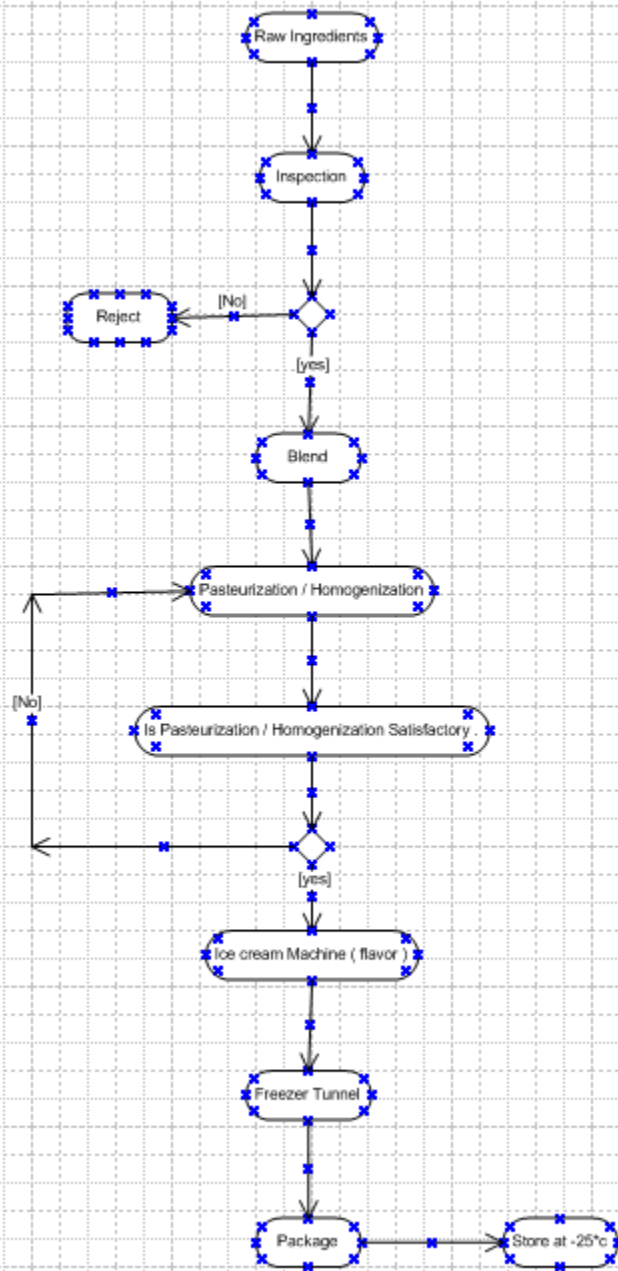 Raw Ingredients
Inspection
[No]
Reject
[yes]
Blend
Pasteurization / Homogenization
[No]
Is Pasteurization / Homogenization Satisfactory
[yes]
Ice cream Machine ( flavor )
Freezer Tunnel
Package
Store at -25*c